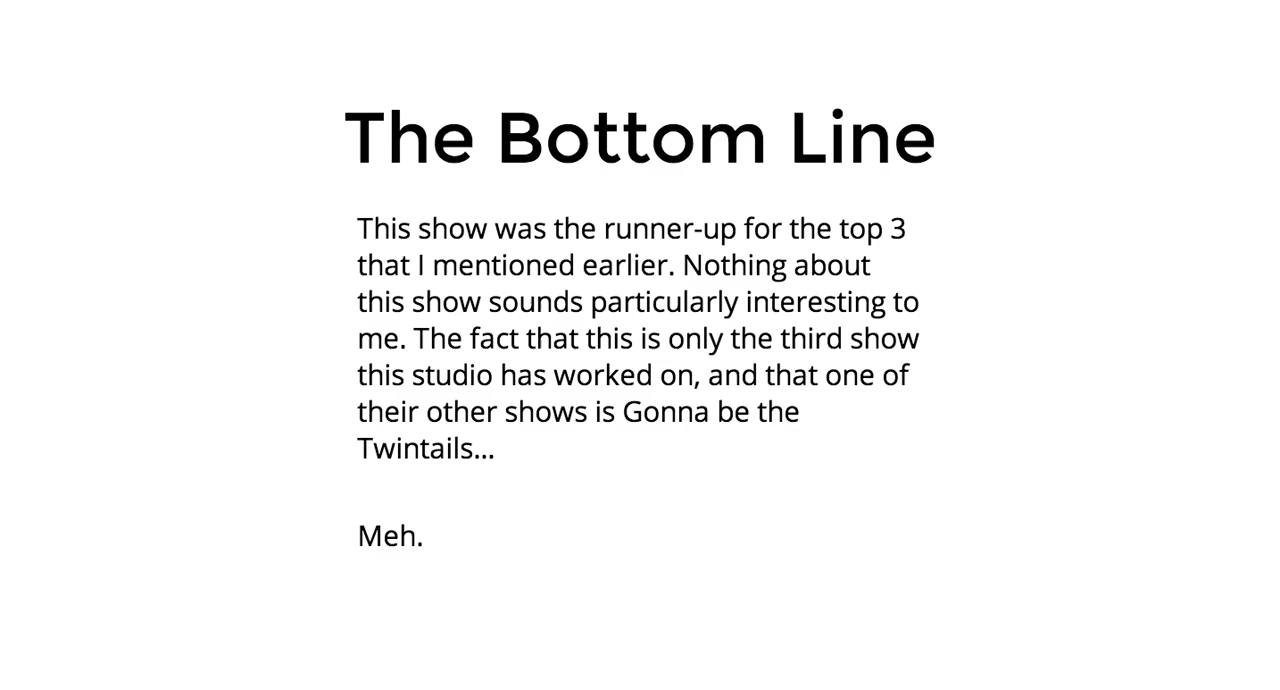 The Bottom Line
This show was the runner-up for the top 3
that I mentioned earlier. Nothing about
this show sounds particularly interesting to
me. The fact that this is only the third show
this studio has worked on, and that one of
their other shows is Gonna be the
Twintails...
Meh.